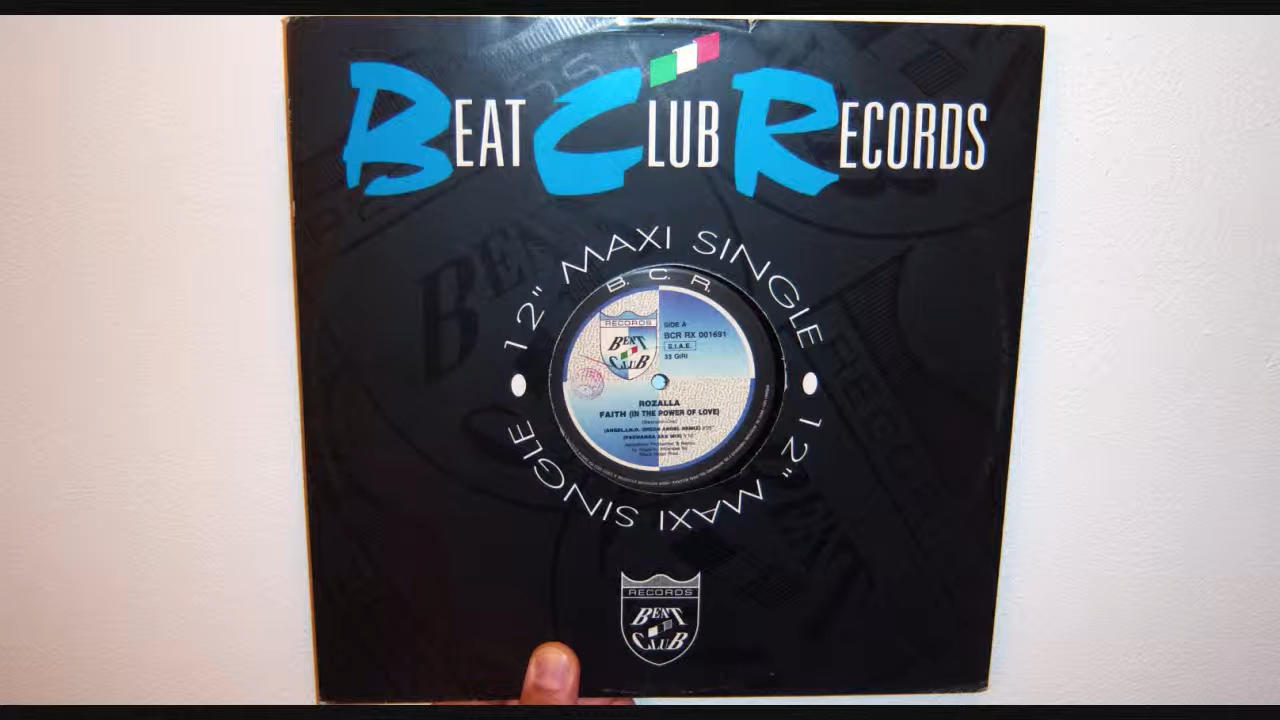 BEAT CLUB RECORDS
12" MAXI SINGLE
12" MAXI SINGLE
B. C. R.
RECORDS
BEAT
CLUB
SIDE A
BCR RX 001691
S.I.A.E.
33 GIRI
ROZALLA
FAITH (IN THE POWER OF LOVE)
RECORDS
BEAT
CLUB